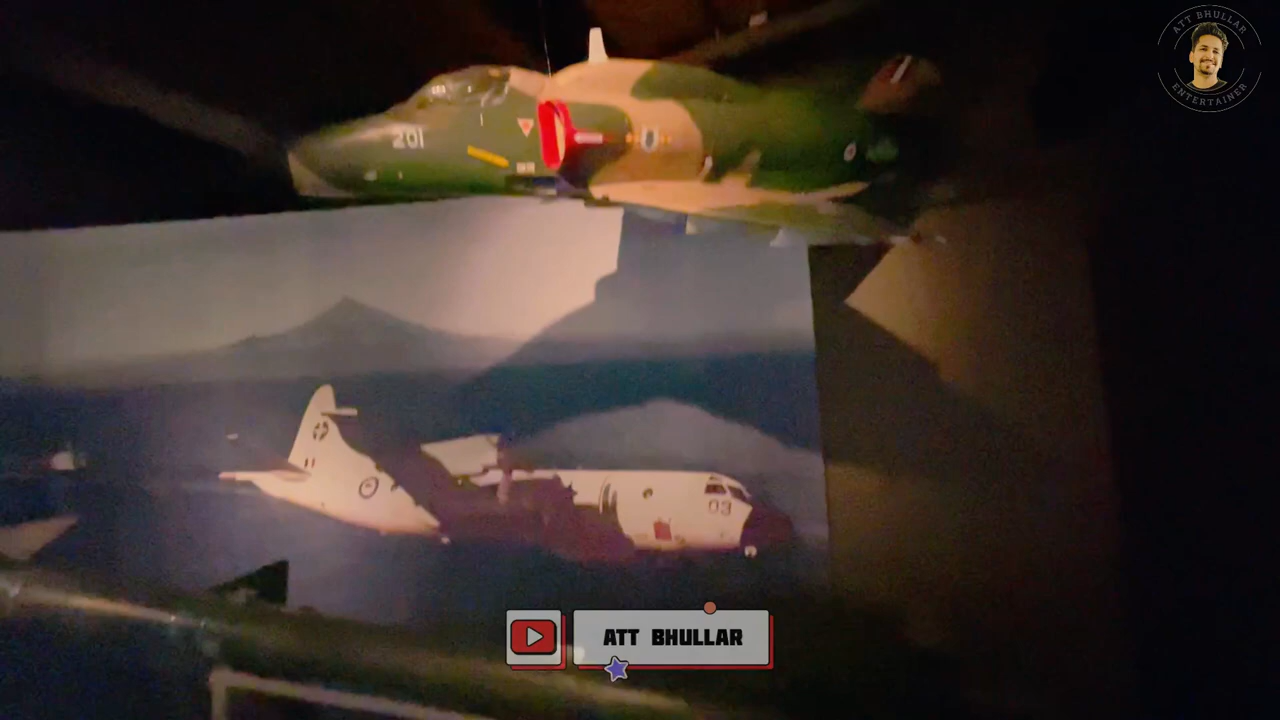 ATT BHULLAR
ENTERTAINER
201
03
ATT BHULLAR